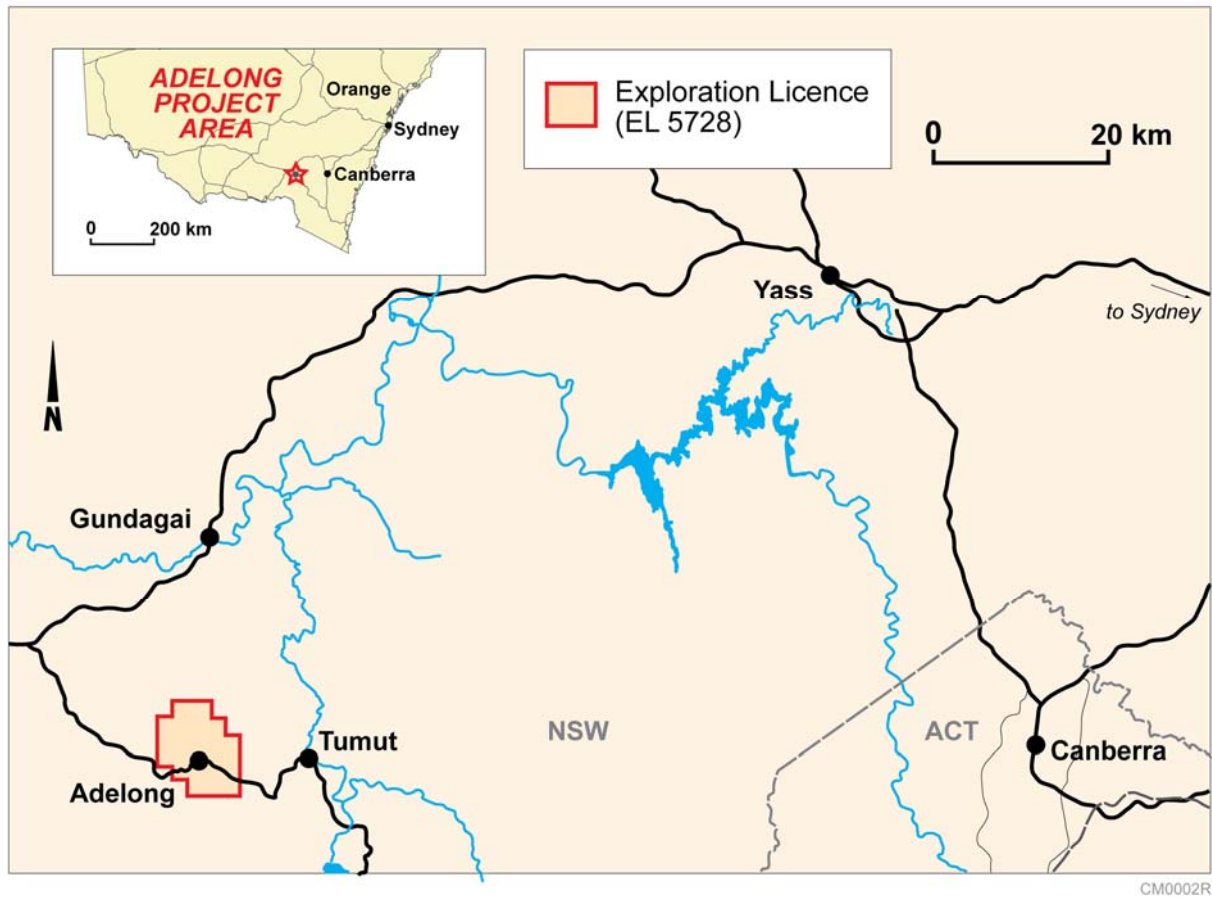 ADELONG
PROJECT
AREA
Orange
Sydney
Canberra
0 200 km
Exploration Licence
(EL 5728)
0 20 km
Yass
to Sydney
N
Gundagai
NSW
ACT
Tumut
Canberra
Adelong
CM0002R